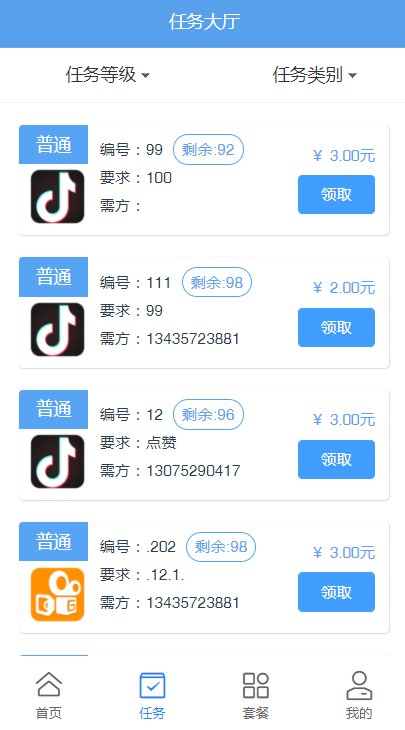 任务大厅
任务等级 任务类别
普通
编号：99 剩余:92
¥ 3.00元
要求：100
领取
需方：
普通
编号：111 剩余:98
¥ 2.00元
要求：99
领取
需方：13435723881
普通
编号：12 剩余:96
¥ 3.00元
要求：点赞
领取
需方：13075290417
普通
编号：.202 剩余:98
¥ 3.00元
要求：.12.1.
领取
需方：13435723881
首页 任务 套餐 我的